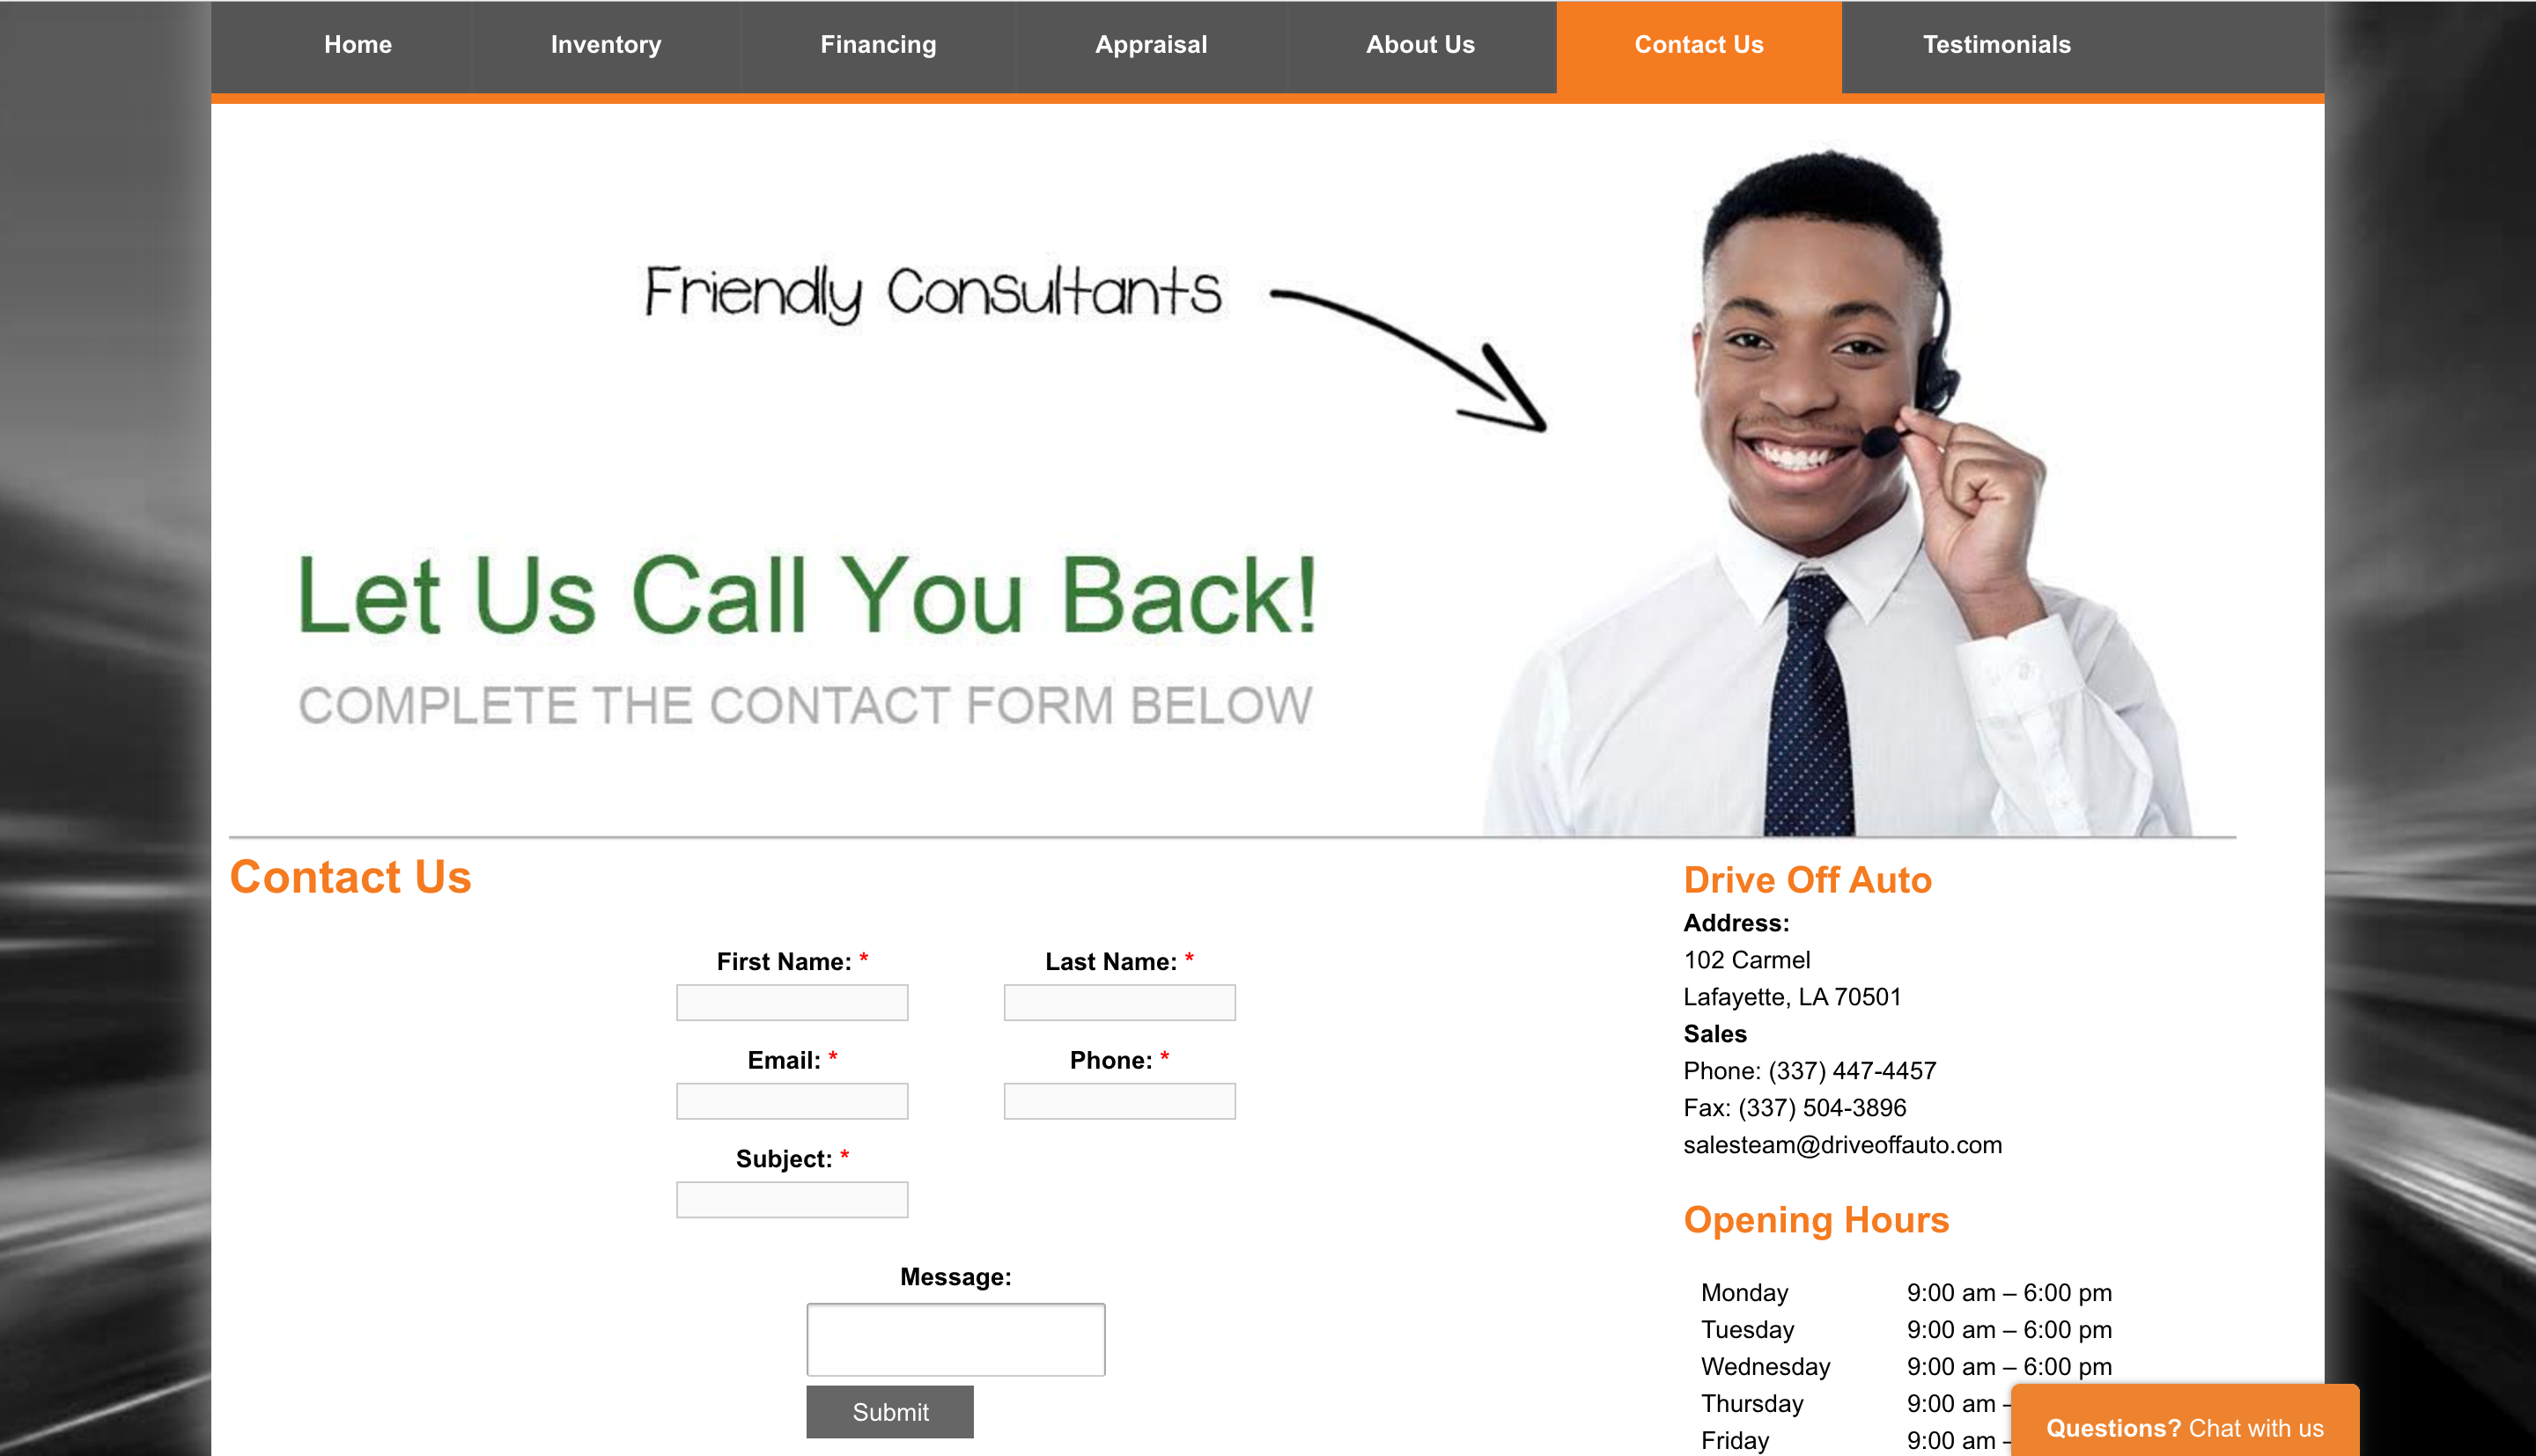 Home Inventory Financing Appraisal About Us Contact Us Testimonials
Friendly Consultants
Let Us Call You Back!
COMPLETE THE CONTACT FORM BELOW
Contact Us
First Name: * Last Name: *
Email: * Phone: *
Subject: *
Message:
Submit
Drive Off Auto
Address:
102 Carmel
Lafayette, LA 70501
Sales
Phone: (337) 447-4457
Fax: (337) 504-3896
salesteam@driveoffauto.com
Opening Hours
Monday 9:00 am – 6:00 pm
Tuesday 9:00 am – 6:00 pm
Wednesday 9:00 am – 6:00 pm
Thursday 9:00 am –
Friday 9:00 am –
Questions? Chat with us